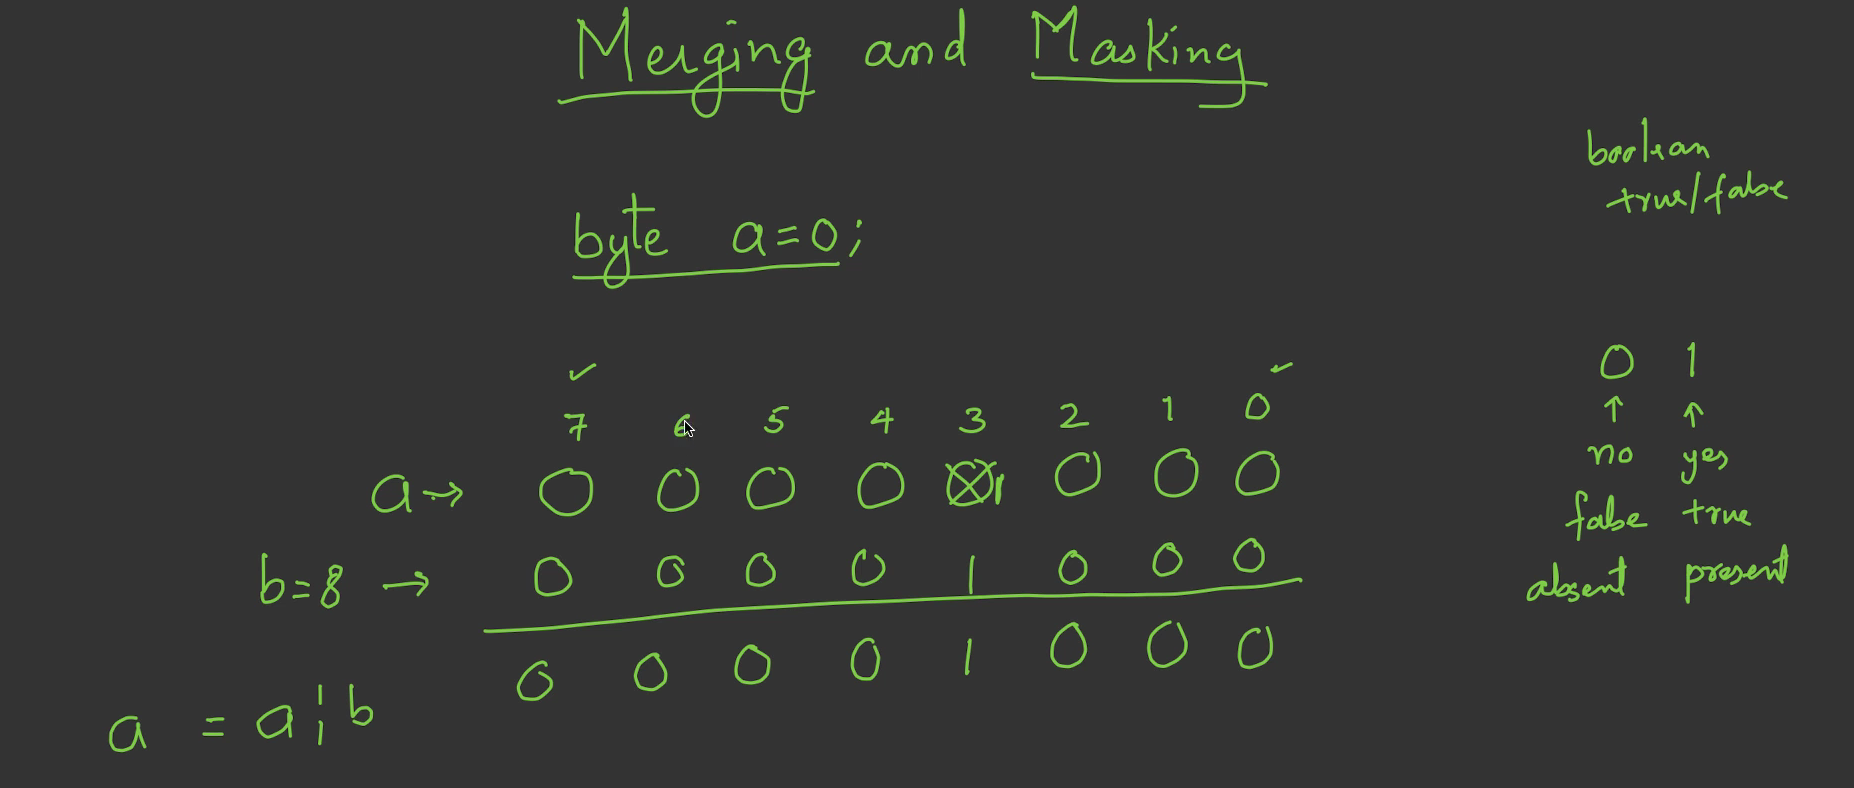 Merging and Masking
boolean
true/false
byte a=0;
0 1
7 6 5 4 3 2 1 0
no yes
a→ 0 0 0 0 0 1 0 0 0
false true
b=8 → 0 0 0 0 1 0 0 0
absent present
0 0 0 0 1 0 0 0
a = a¦b